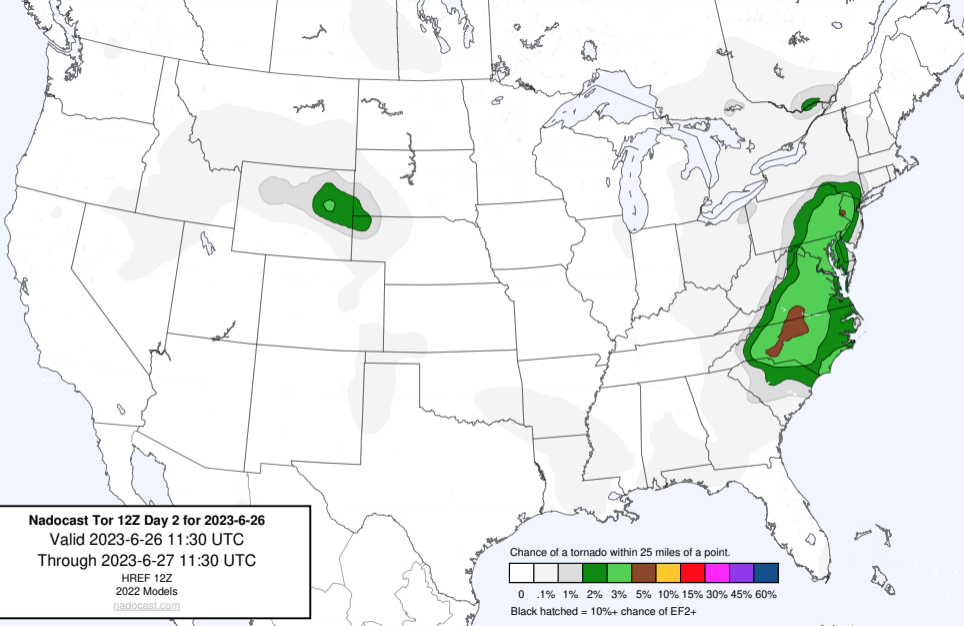 Nadocast Tor 12Z Day 2 for 2023-6-26
Valid 2023-6-26 11:30 UTC
Through 2023-6-27 11:30 UTC
HREF 12Z
2022 Models
nadocast.com
Chance of a tornado within 25 miles of a point.
0 .1% 1% 2% 3% 5% 10% 15% 30% 45% 60%
Black hatched = 10%+ chance of EF2+